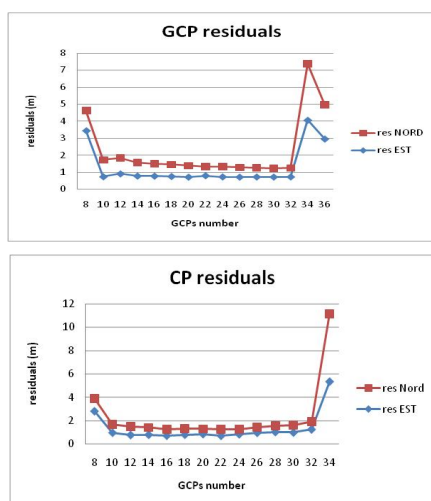 GCP residuals
residuals (m)
8
7
6
5
4
3
2
1
0
8 10 12 14 16 18 20 22 24 26 28 30 32 34 36
GCPs number
res NORD
res EST
CP residuals
residuals (m)
12
10
8
6
4
2
0
8 10 12 14 16 18 20 22 24 26 28 30 32 34
GCPs number
res Nord
res EST